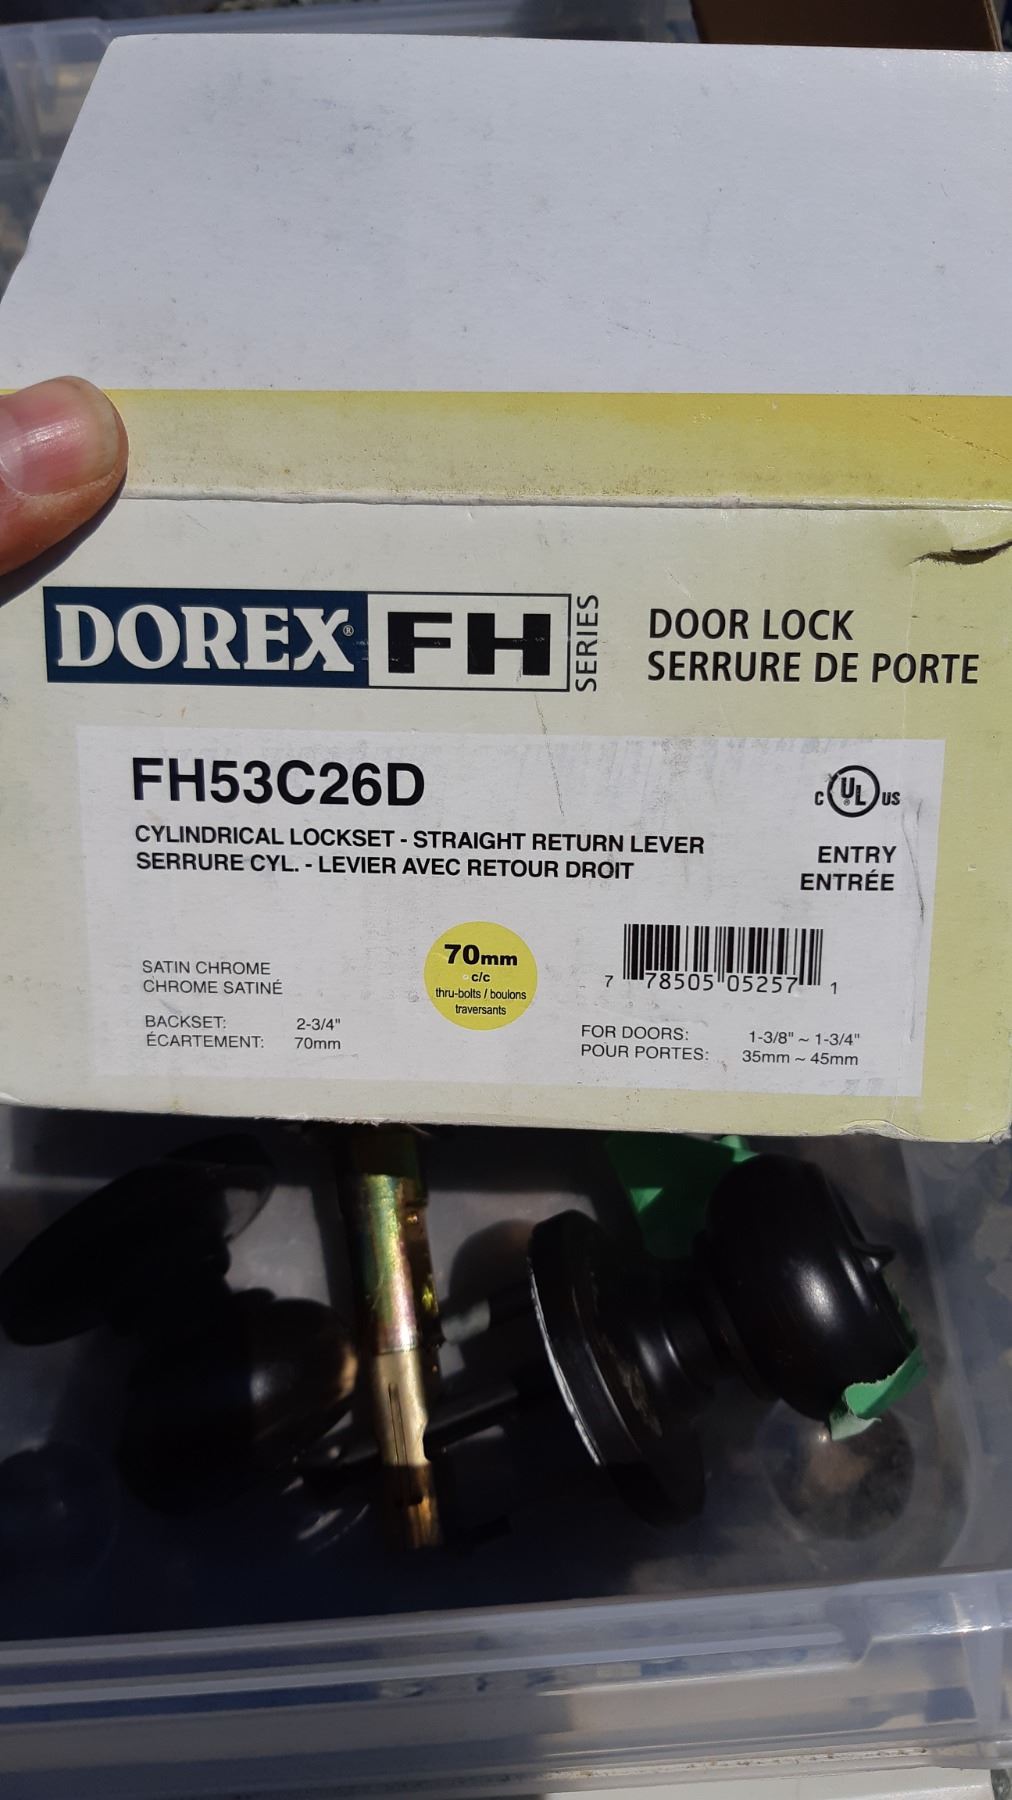 DOREX® FH SERIES
DOOR LOCK
SERRURE DE PORTE
FH53C26D
CYLINDRICAL LOCKSET - STRAIGHT RETURN LEVER
SERRURE CYL. - LEVIER AVEC RETOUR DROIT
C UL® US
ENTRY
ENTRÉE
SATIN CHROME
CHROME SATINÉ
BACKSET: 2-3/4"
ÉCARTEMENT: 70mm
70mm
c/c
thru-bolts / boulons
traversants
7 78505 05257 1
FOR DOORS: 1-3/8" ~ 1-3/4"
POUR PORTES: 35mm ~ 45mm